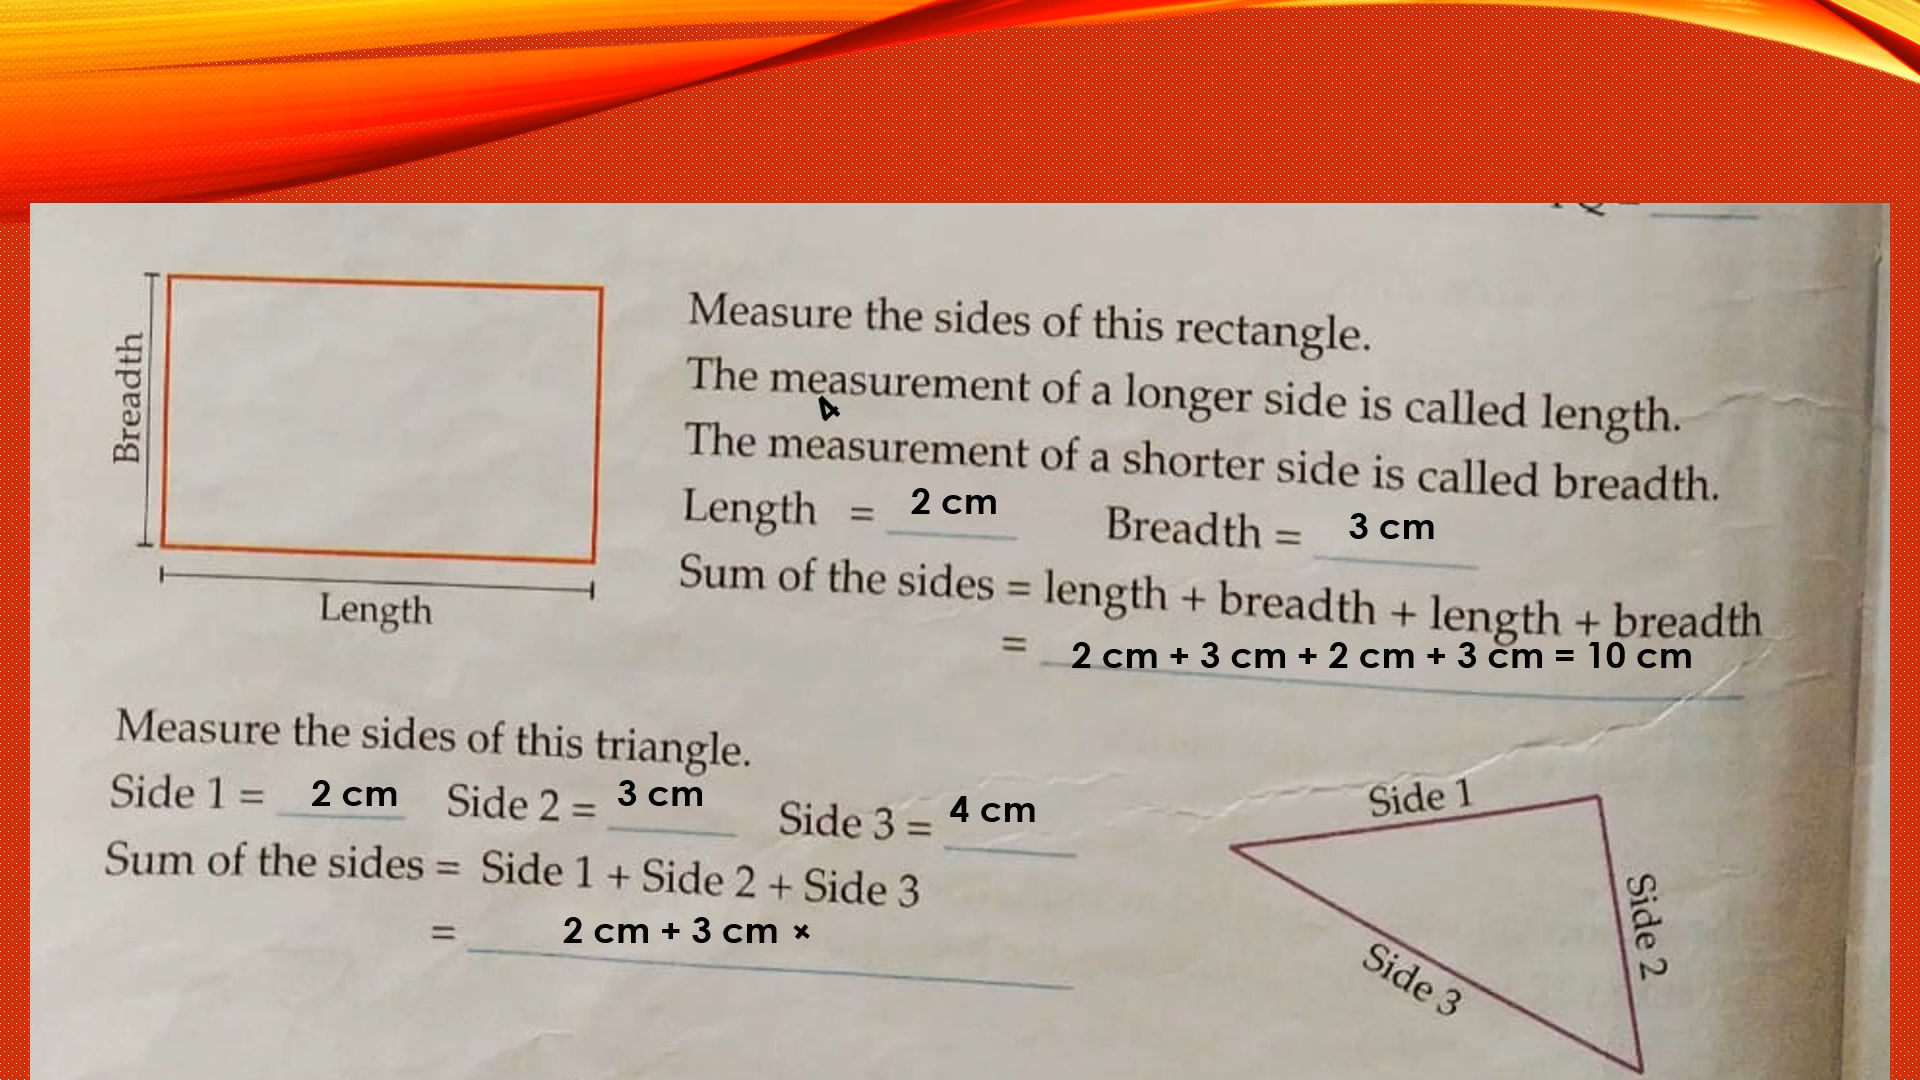 Breadth
Length
Measure the sides of this rectangle.
The measurement of a longer side is called length.
The measurement of a shorter side is called breadth.
Length = 2 cm Breadth = 3 cm
Sum of the sides = length + breadth + length + breadth
= 2 cm + 3 cm + 2 cm + 3 cm = 10 cm
Measure the sides of this triangle.
Side 1 = 2 cm Side 2 = 3 cm Side 3 = 4 cm
Sum of the sides = Side 1 + Side 2 + Side 3
= 2 cm + 3 cm ×
Side 1
Side 2
Side 3